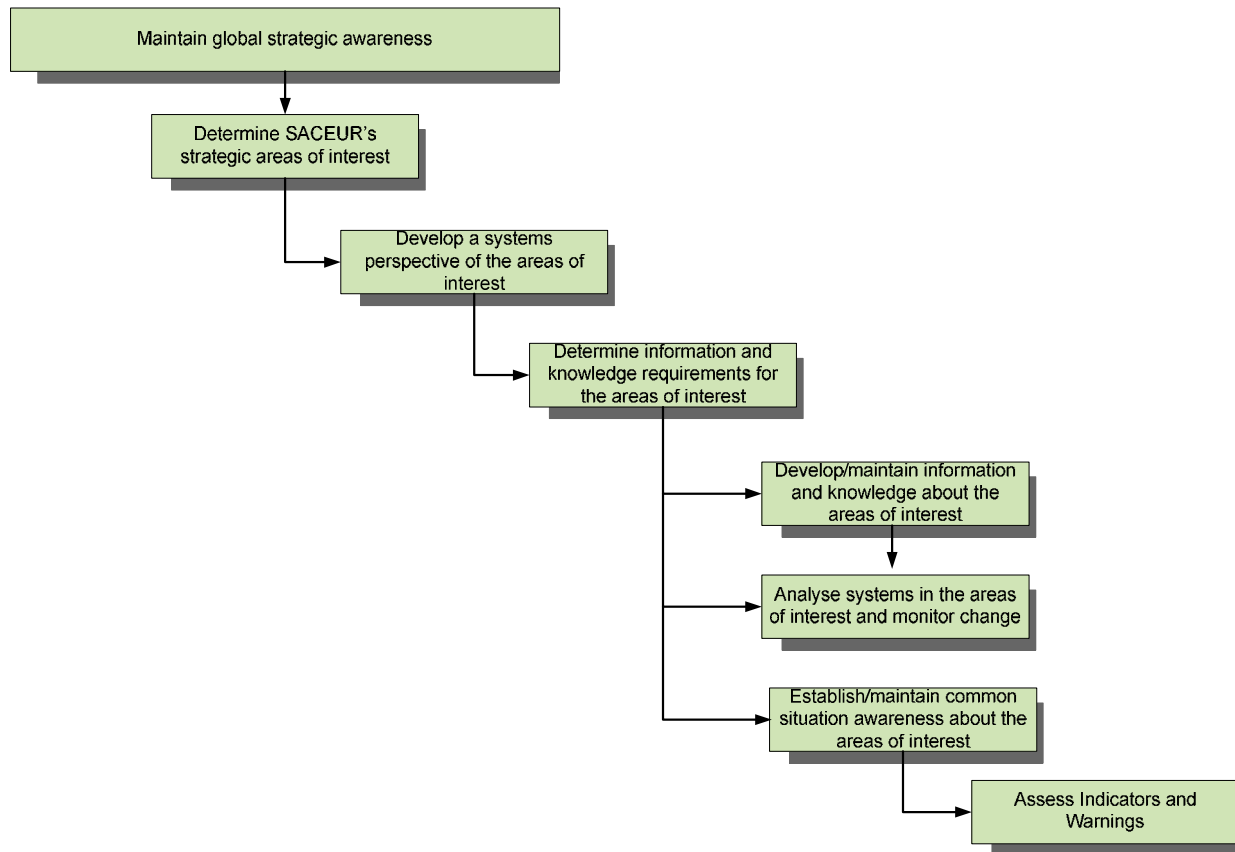 Maintain global strategic awareness
Determine SACEUR's
strategic areas of interest
Develop a systems
perspective of the areas of
interest
Determine information and
knowledge requirements for
the areas of interest
Develop/maintain information
and knowledge about the
areas of interest
Analyse systems in the areas
of interest and monitor change
Establish/maintain common
situation awareness about the
areas of interest
Assess Indicators and
Warnings